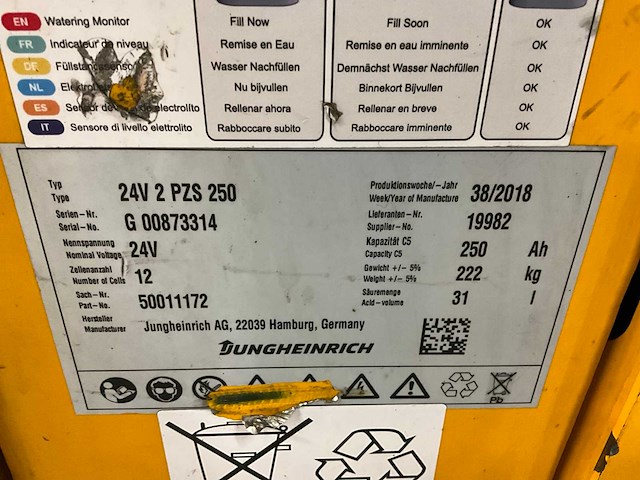 EN Watering Monitor Fill Now Fill Soon OK
FR Indicateur de niveau Remise en Eau Remise en eau imminente OK
DE Wasser Nachfüllen Demnächst Wasser Nachfüllen OK
NL Nu bijvullen Binnekort Bijvullen OK
ES de electrolito Rellenar ahora Rellenar en breve OK
IT Sensore di livello elettrolito Rabboccare subito Rabboccare imminente OK
Typ
Type 24V 2 PZS 250
Produktionswoche/-Jahr
Week/Year of Manufacture 38/2018
Serien-Nr.
Serial-No. G 00873314
Lieferanten-Nr.
Supplier-No. 19982
Nennspannung
Nominal Voltage 24V
Kapazität C5
Capacity C5 250 Ah
Zellenanzahl
Number of Cells 12
Gewicht +/- 5%
Weight +/- 5% 222 kg
Sach-Nr.
Part-No. 50011172
Säuremenge
Acid-volume 31 l
Hersteller
Manufacturer Jungheinrich AG, 22039 Hamburg, Germany
JUNGHEINRICH
Pb